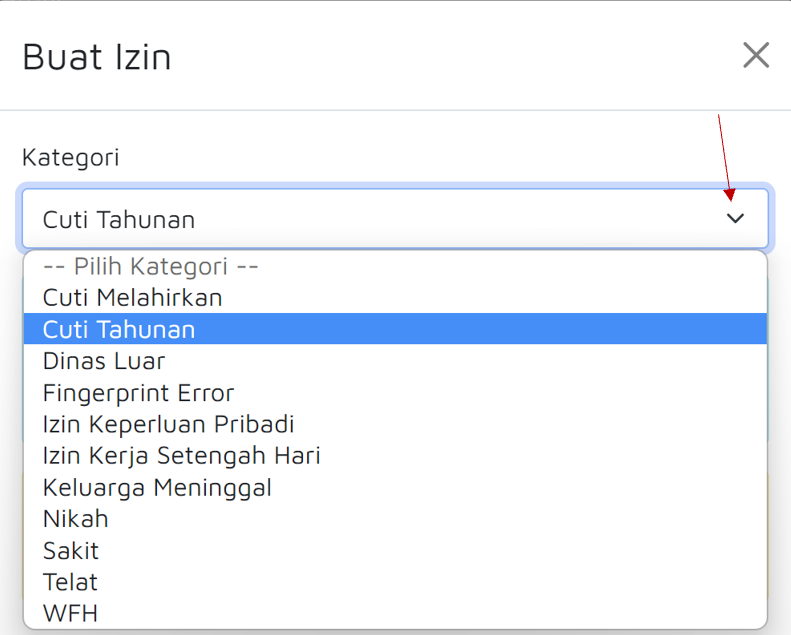 Buat Izin
Kategori
Cuti Tahunan
-- Pilih Kategori --
Cuti Melahirkan
Cuti Tahunan
Dinas Luar
Fingerprint Error
Izin Keperluan Pribadi
Izin Kerja Setengah Hari
Keluarga Meninggal
Nikah
Sakit
Telat
WFH